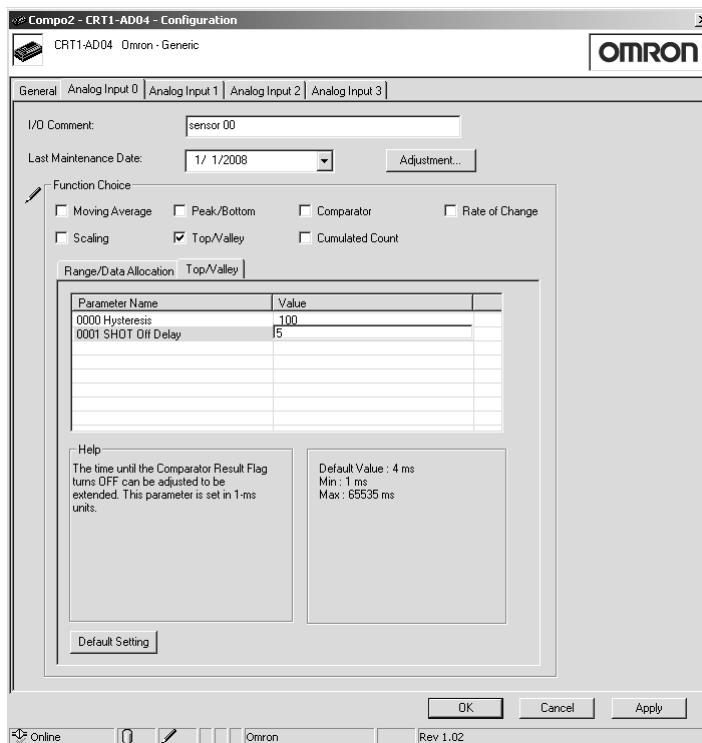 Compo2 - CRT1-AD04 - Configuration
CRT1-AD04 Omron - Generic
OMRON
General Analog Input 0 Analog Input 1 Analog Input 2 Analog Input 3
I/O Comment: sensor 00
Last Maintenance Date: 1/ 1/2008 Adjustment...
Function Choice
Moving Average Peak/Bottom Comparator Rate of Change
Scaling Top/Valley Cumulated Count
Range/Data Allocation Top/Valley
Parameter Name Value
0000 Hysteresis 100
0001 SHOT Off Delay 5
Help
The time until the Comparator Result Flag
turns OFF can be adjusted to be
extended. This parameter is set in 1-ms
units.
Default Value : 4 ms
Min : 1 ms
Max : 65535 ms
Default Setting
OK Cancel Apply
Online Omron Rev 1.02